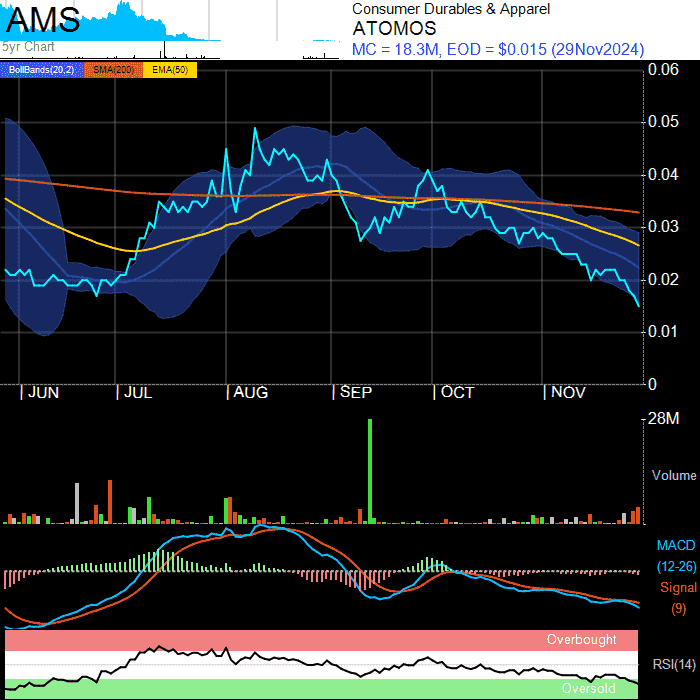 AMS
5yr Chart
Consumer Durables & Apparel
ATOMOS
MC = 18.3M, EOD = $0.015 (29Nov2024)
BollBands(20,2) SMA(200) EMA(50)
0.06
0.05
0.04
0.03
0.02
0.01
0
JUN JUL AUG SEP OCT NOV
28M
Volume
MACD
(12-26)
Signal
(9)
Overbought
RSI(14)
Oversold